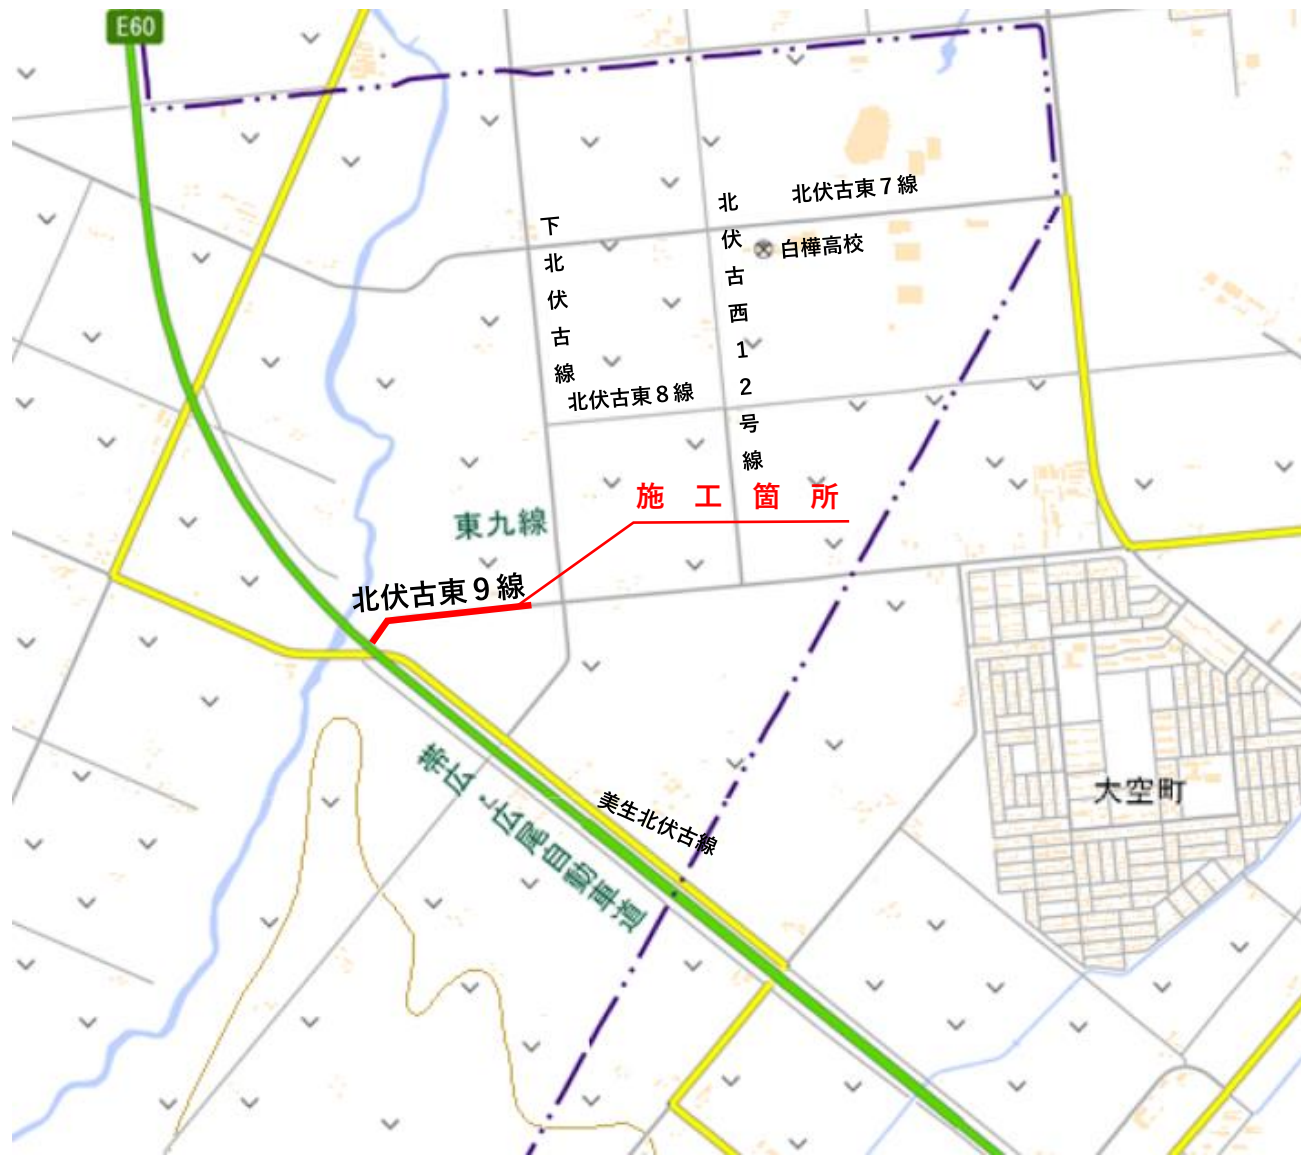 E60
北伏古東7線
白樺高校
下北伏古線
北伏古西12号線
北伏古東8線
施工箇所
東九線
北伏古東9線
大空町
美生北伏古線
帯広・広尾自動車道